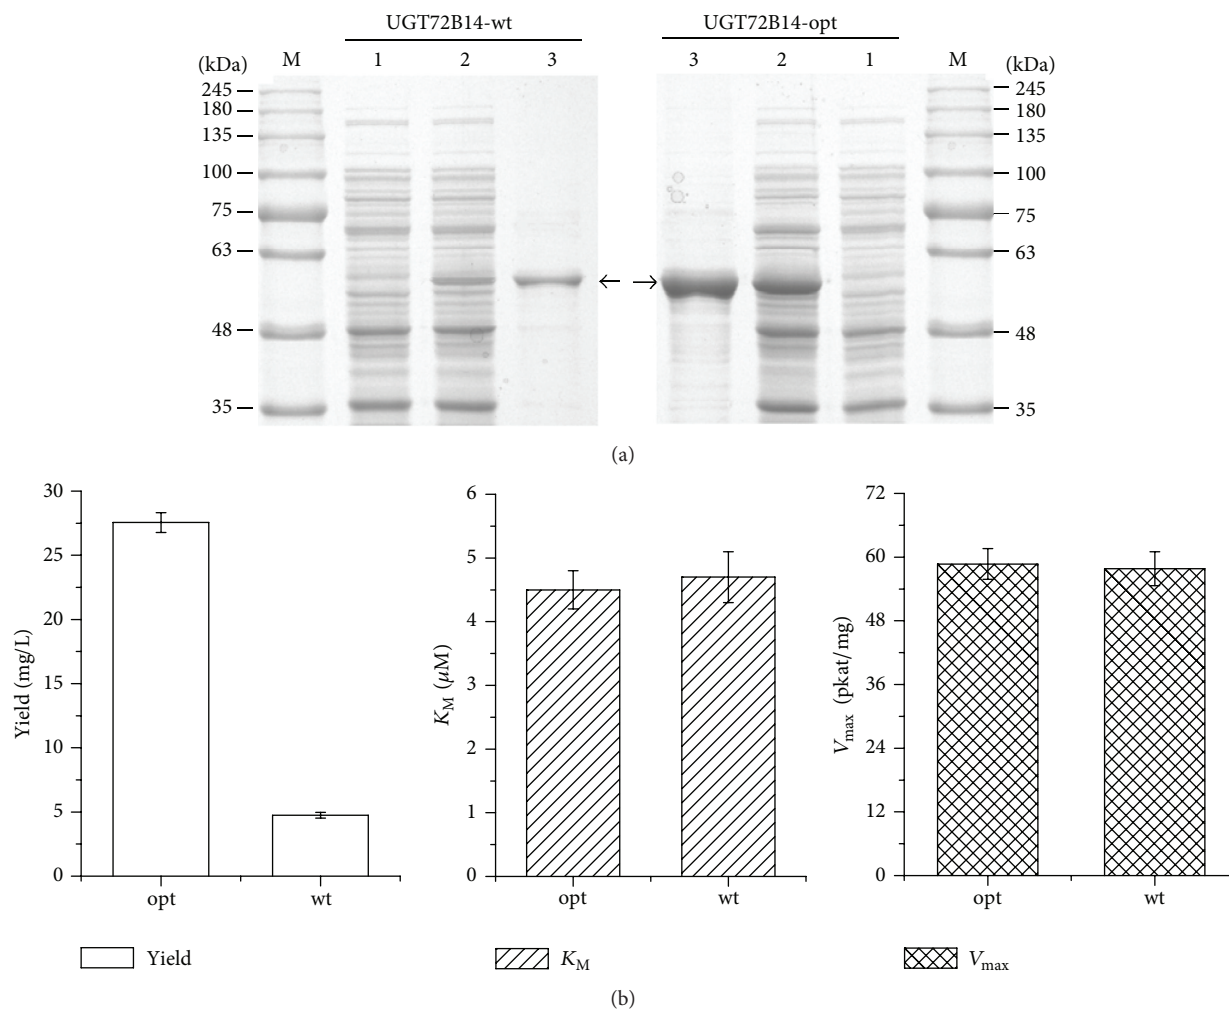 UGT72B14-wt
UGT72B14-opt
(kDa) M 1 2 3 3 2 1 M (kDa)
245 245
180 180
135 135
100 100
75 75
63 63
48 48
35 35
(a)
30
25
20
15
10
5
0
Yield (mg/L)
opt wt
Yield
6
5
4
3
2
1
0
K_M (μM)
opt wt
K_M
72
60
48
36
24
12
0
V_max (pkat/mg)
opt wt
V_max
(b)